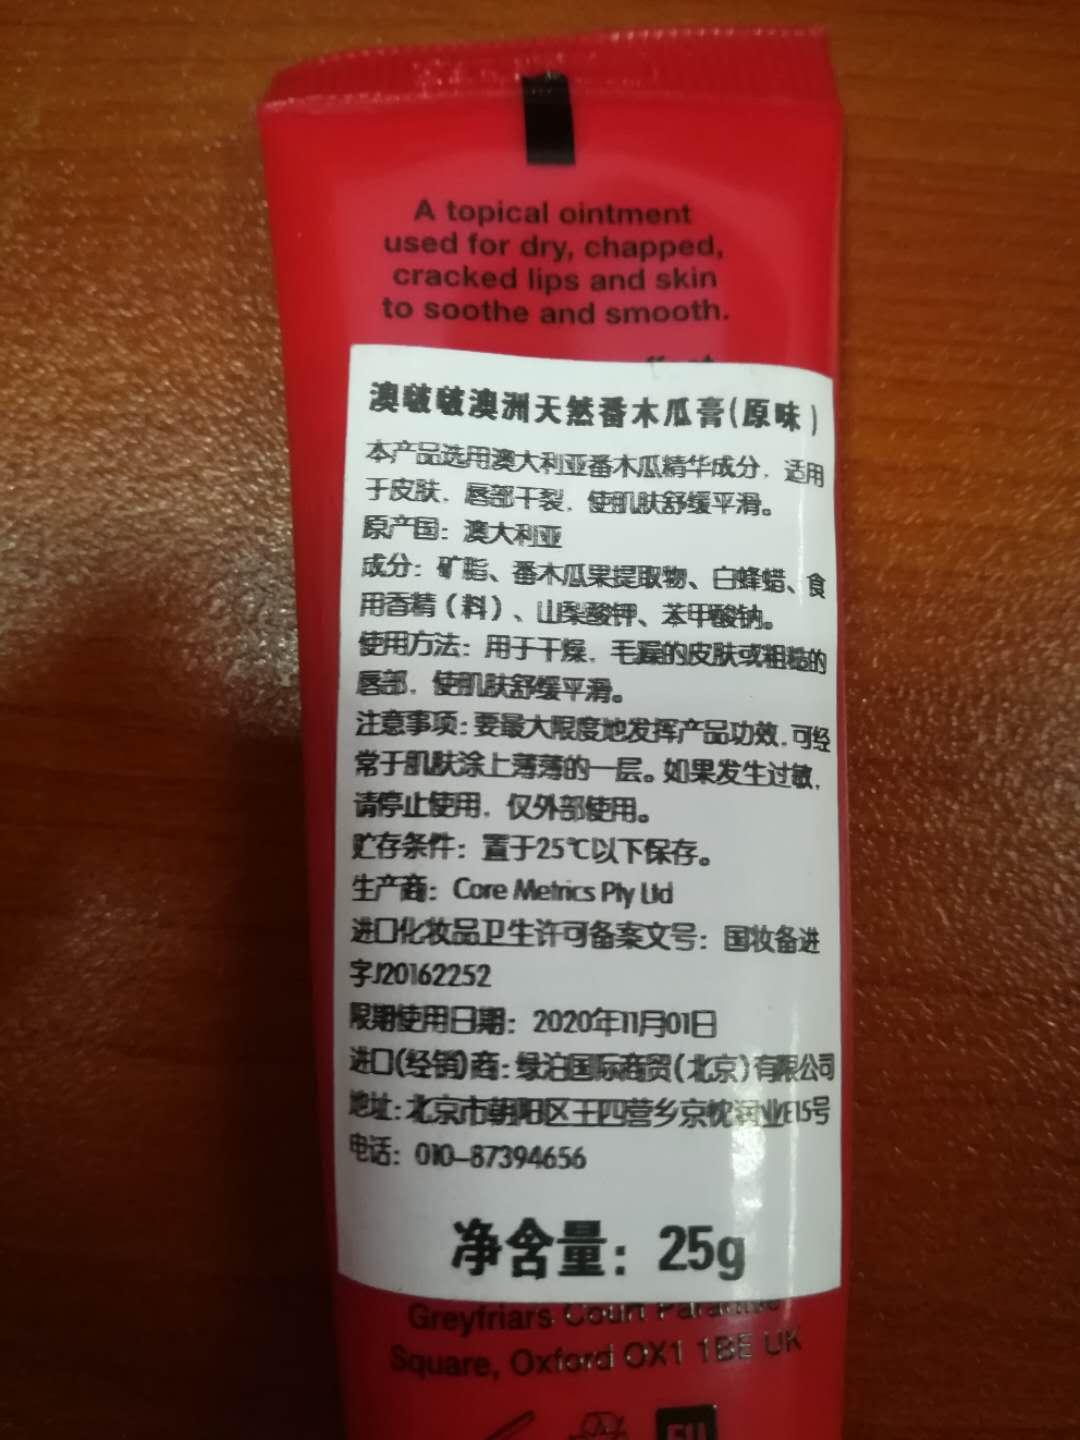 A topical ointment
used for dry, chapped,
cracked lips and skin
to soothe and smooth.
澳啵啵澳洲天然番木瓜膏(原味)
本产品选用澳大利亚番木瓜精华成分，适用
于皮肤，唇部干裂，使肌肤舒缓平滑。
原产国：澳大利亚
成分：矿脂、番木瓜果提取物、白蜂蜡、食
用香精（料）、山梨酸钾、苯甲酸钠。
使用方法：用于干燥，毛躁的皮肤或粗糙的
唇部，使肌肤舒缓平滑。
注意事项：要最大限度地发挥产品功效，可经
常于肌肤涂上薄薄的一层。如果发生过敏，
请停止使用，仅外部使用。
贮存条件：置于25℃以下保存。
生产商：Core Metrics Pty Ltd
进口化妆品卫生许可备案文号：国妆备进
字J20162252
限期使用日期：2020年11月01日
进口(经销)商：绿泊国际商贸(北京)有限公司
地址：北京市朝阳区王四营乡京忱润业E15号
电话：010-87394656
净含量：25g
Greyfriars Court Paradise
Square, Oxford OX1 1BE UK
EU